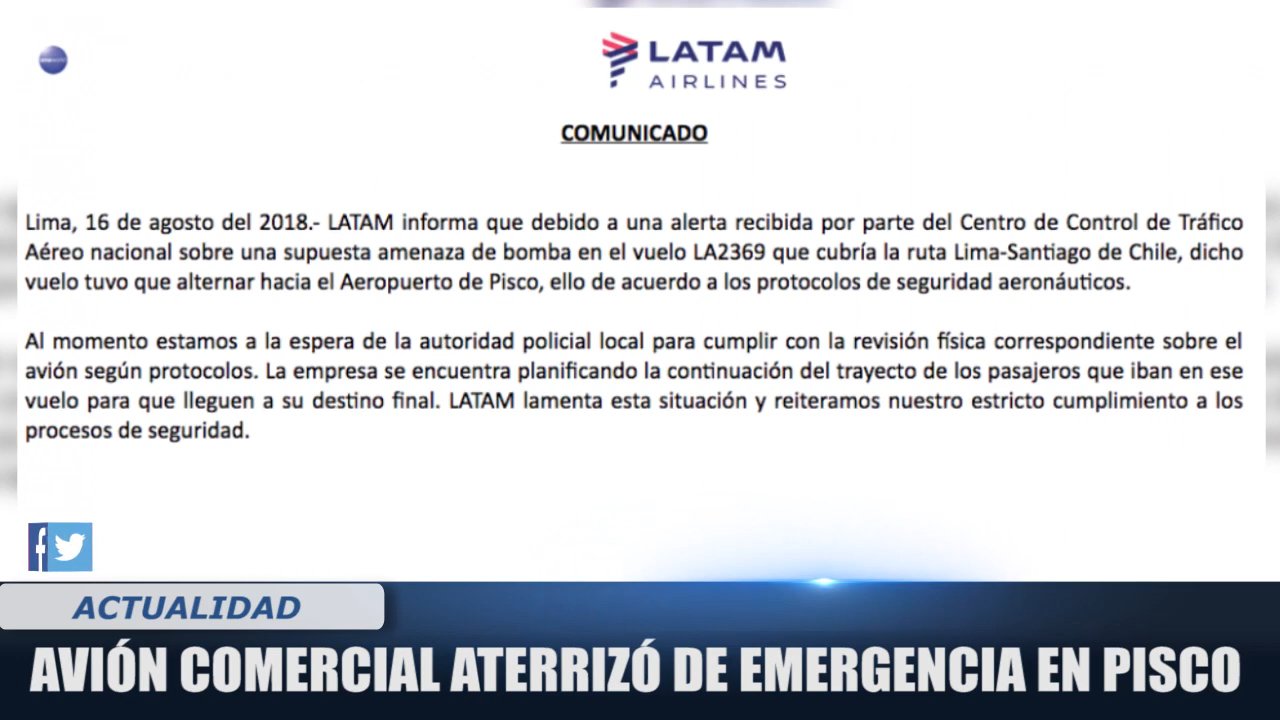 LATAM
AIRLINES
COMUNICADO
Lima, 16 de agosto del 2018.- LATAM informa que debido a una alerta recibida por parte del Centro de Control de Tráfico
Aéreo nacional sobre una supuesta amenaza de bomba en el vuelo LA2369 que cubría la ruta Lima-Santiago de Chile, dicho
vuelo tuvo que alternar hacia el Aeropuerto de Pisco, ello de acuerdo a los protocolos de seguridad aeronáuticos.
Al momento estamos a la espera de la autoridad policial local para cumplir con la revisión física correspondiente sobre el
avión según protocolos. La empresa se encuentra planificando la continuación del trayecto de los pasajeros que iban en ese
vuelo para que lleguen a su destino final. LATAM lamenta esta situación y reiteramos nuestro estricto cumplimiento a los
procesos de seguridad.
f
ACTUALIDAD
AVIÓN COMERCIAL ATERRIZÓ DE EMERGENCIA EN PISCO